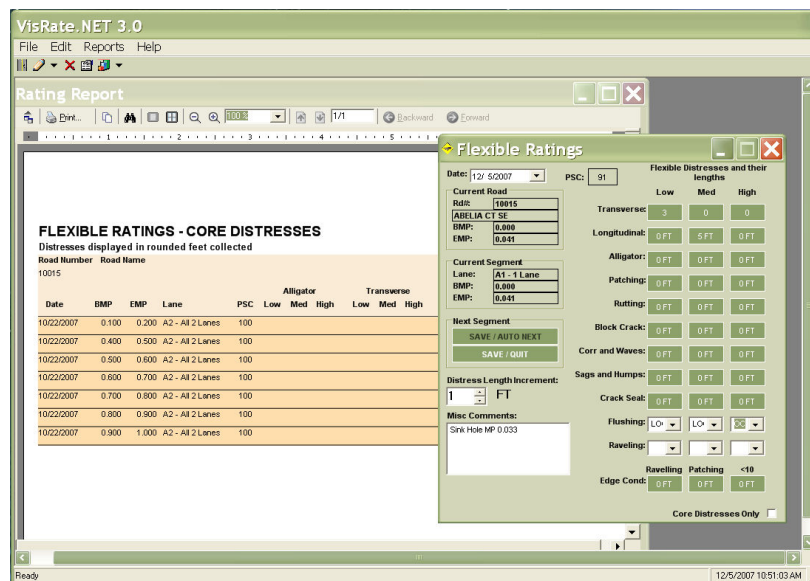 VisRate.NET 3.0
File Edit Reports Help
Rating Report
Print... 100% 1/1 Backward Forward
1 2 3 4 5
FLEXIBLE RATINGS - CORE DISTRESSES
Distresses displayed in rounded feet collected
Road Number Road Name
10015
Alligator Transverse
Date BMP EMP Lane PSC Low Med High Low Med High
10/22/2007 0.100 0.200 A2 - All 2 Lanes 100
10/22/2007 0.400 0.500 A2 - All 2 Lanes 100
10/22/2007 0.500 0.600 A2 - All 2 Lanes 100
10/22/2007 0.600 0.700 A2 - All 2 Lanes 100
10/22/2007 0.700 0.800 A2 - All 2 Lanes 100
10/22/2007 0.800 0.900 A2 - All 2 Lanes 100
10/22/2007 0.900 1.000 A2 - All 2 Lanes 100
Flexible Ratings
Date: 12/ 5/2007 PSC: 91
Flexible Distresses and their
lengths
Low Med High
Current Road
Rd#: 10015
ABELIA CT SE
BMP: 0.000
EMP: 0.041
Current Segment
Lane: A1 - 1 Lane
BMP: 0.000
EMP: 0.041
Next Segment
SAVE / AUTO NEXT
SAVE / QUIT
Distress Length Increment:
1 FT
Misc Comments:
Sink Hole MP 0.033
Transverse: 3 0 0
Longitudinal: 0 FT 5 FT 0 FT
Alligator: 0 FT 0 FT 0 FT
Patching: 0 FT 0 FT 0 FT
Rutting: 0 FT 0 FT 0 FT
Block Crack: 0 FT 0 FT 0 FT
Corr and Waves: 0 FT 0 FT 0 FT
Sags and Humps: 0 FT 0 FT 0 FT
Crack Seal: 0 FT 0 FT 0 FT
Flushing: LO LO
Raveling:
Ravelling Patching <10
Edge Cond: 0 FT 0 FT 0 FT
Core Distresses Only
Ready 12/5/2007 10:51:03 AM